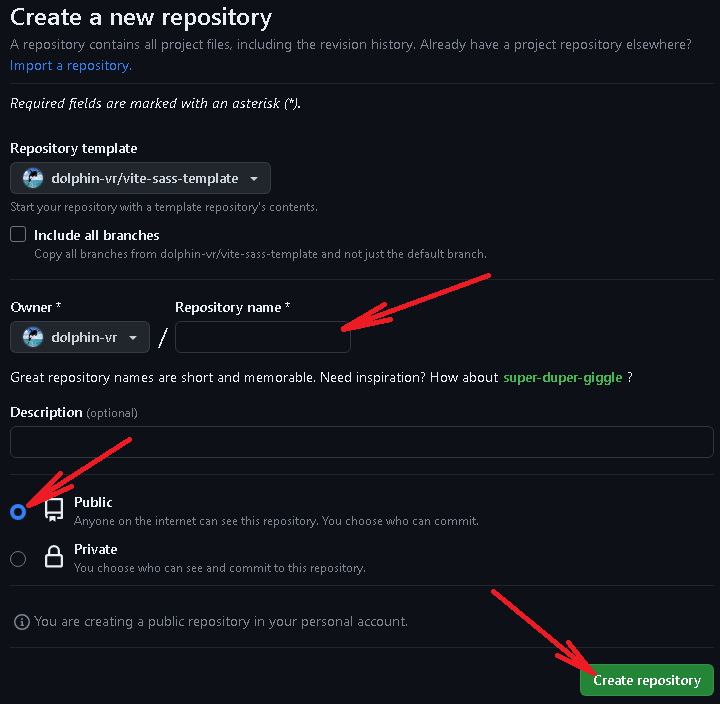 Create a new repository
A repository contains all project files, including the revision history. Already have a project repository elsewhere?
Import a repository.
Required fields are marked with an asterisk (*).
Repository template
dolphin-vr/vite-sass-template
Start your repository with a template repository's contents.
Include all branches
Copy all branches from dolphin-vr/vite-sass-template and not just the default branch.
Owner * Repository name *
dolphin-vr /
Great repository names are short and memorable. Need inspiration? How about super-duper-giggle ?
Description (optional)
Public
Anyone on the internet can see this repository. You choose who can commit.
Private
You choose who can see and commit to this repository.
You are creating a public repository in your personal account.
Create repository